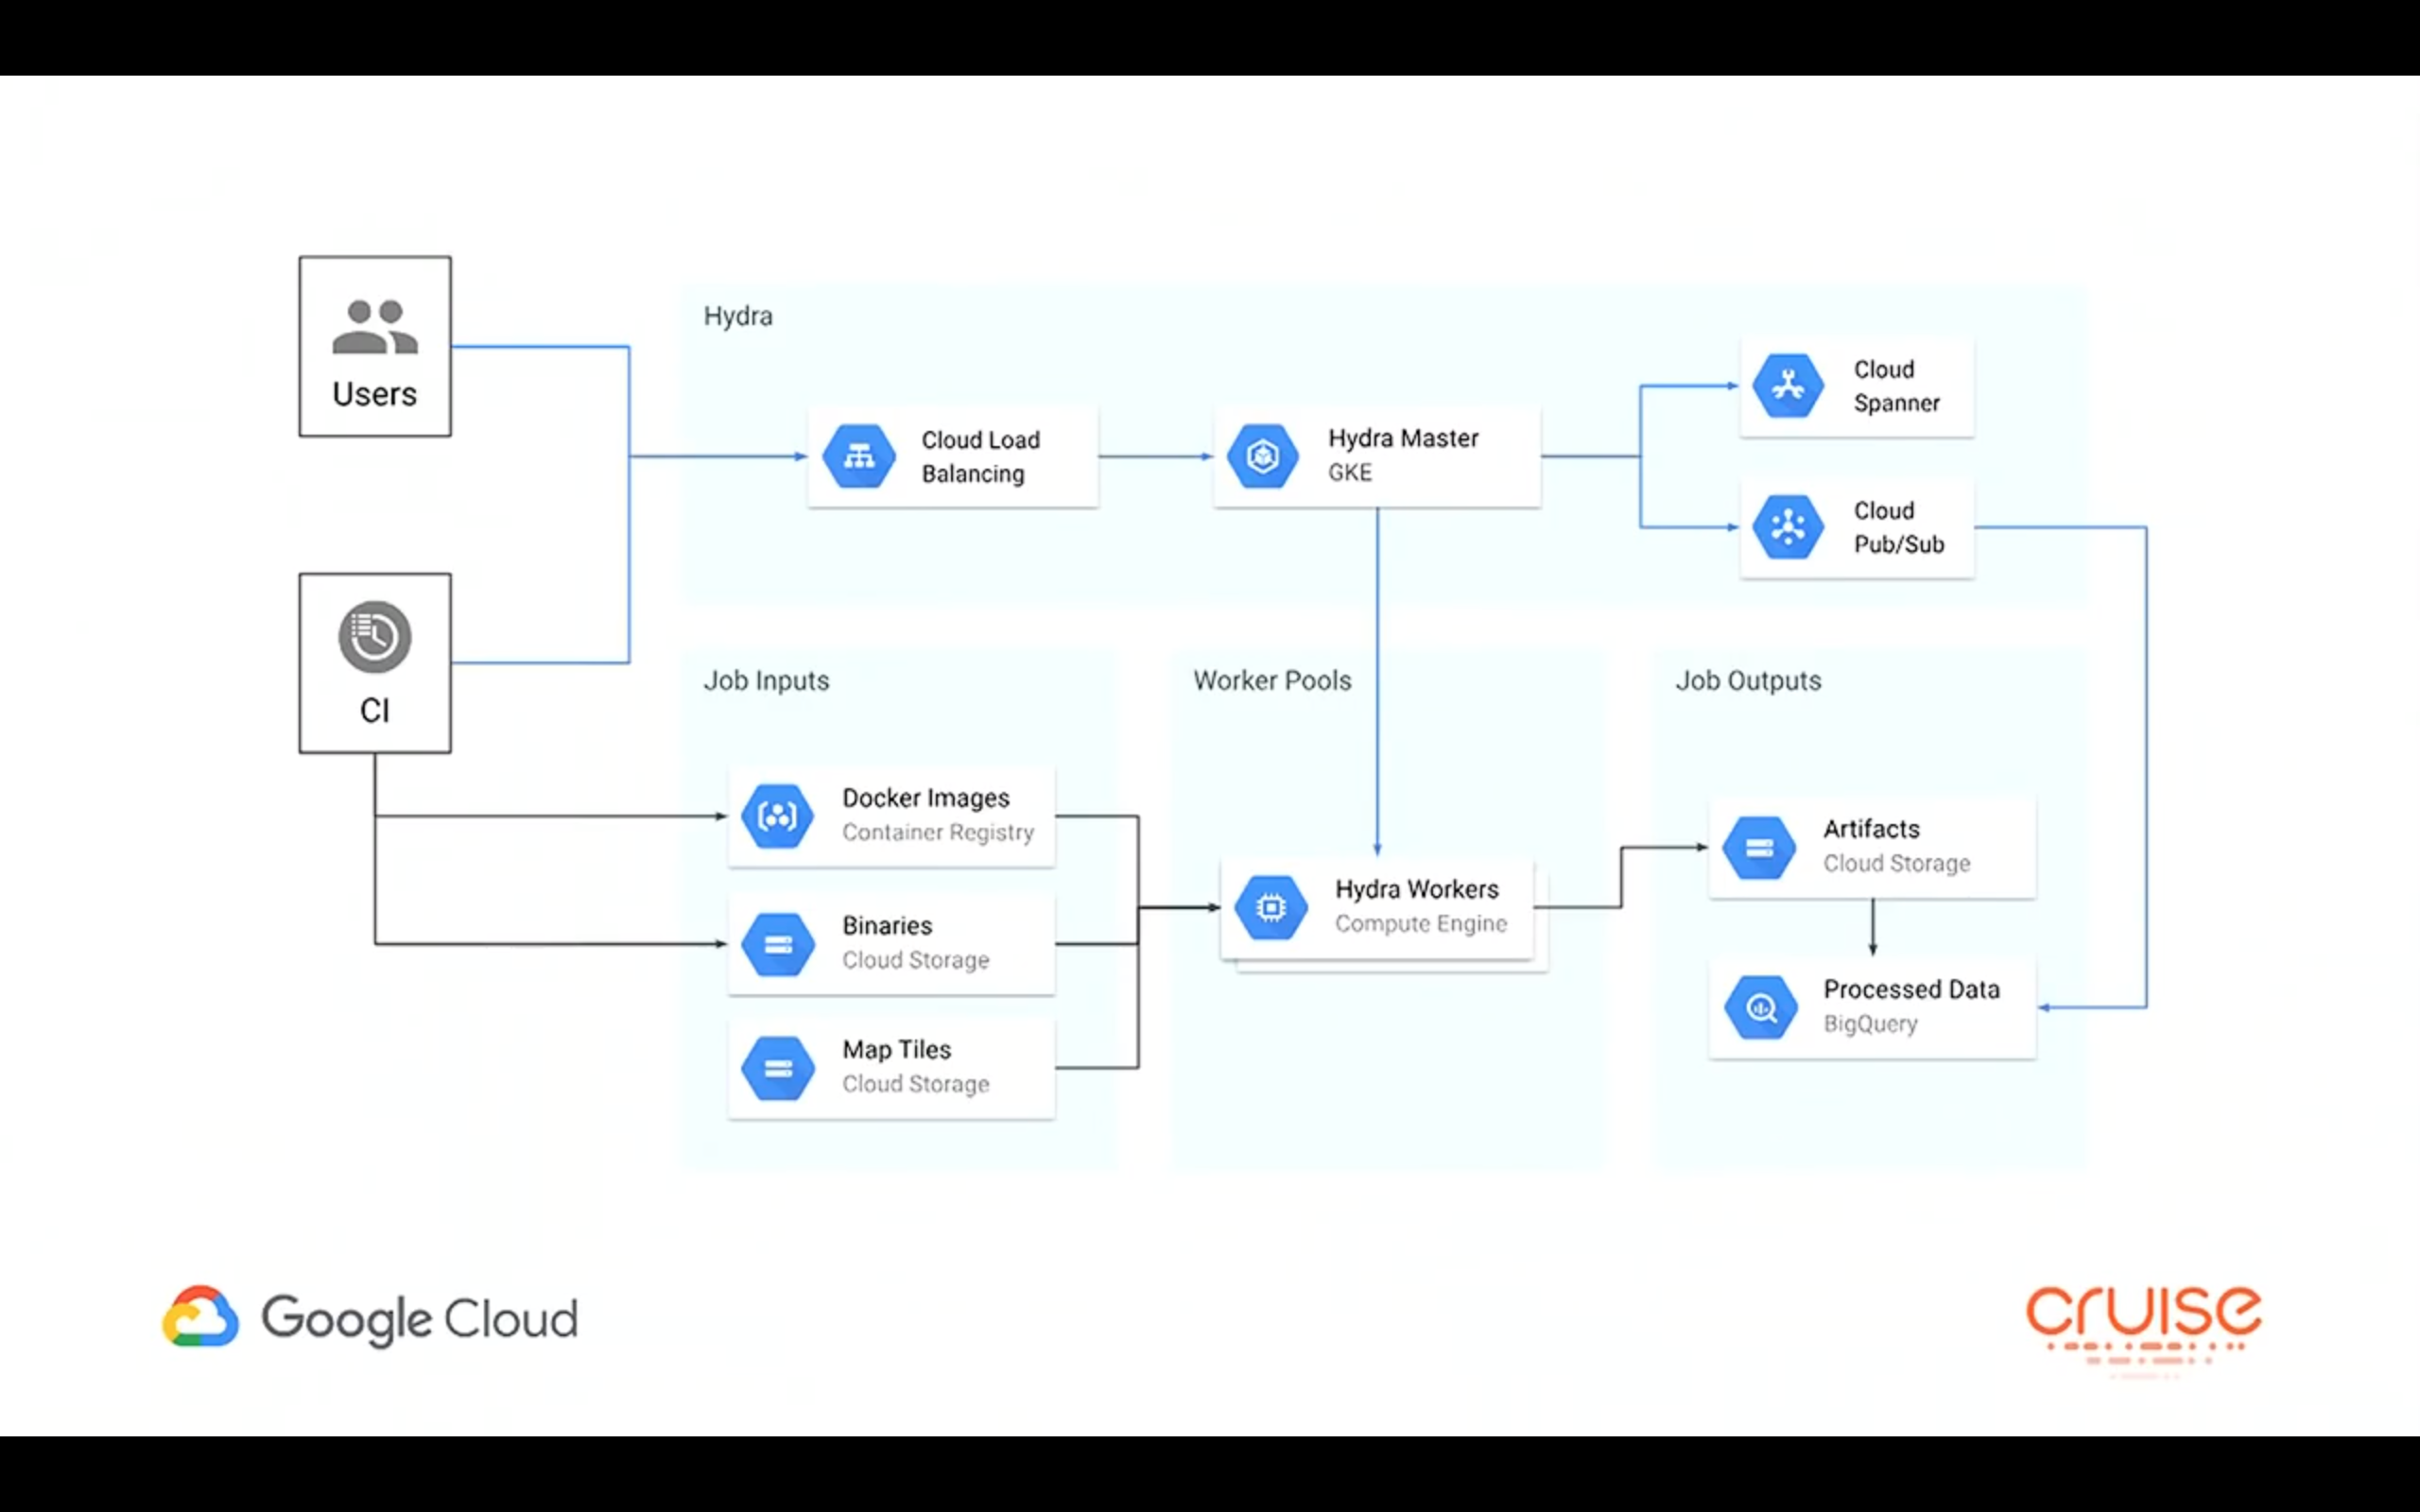 Users
CI
Hydra
Cloud Load
Balancing
Hydra Master
GKE
Cloud
Spanner
Cloud
Pub/Sub
Job Inputs
Docker Images
Container Registry
Binaries
Cloud Storage
Map Tiles
Cloud Storage
Worker Pools
Hydra Workers
Compute Engine
Job Outputs
Artifacts
Cloud Storage
Processed Data
BigQuery
Google Cloud
cruise